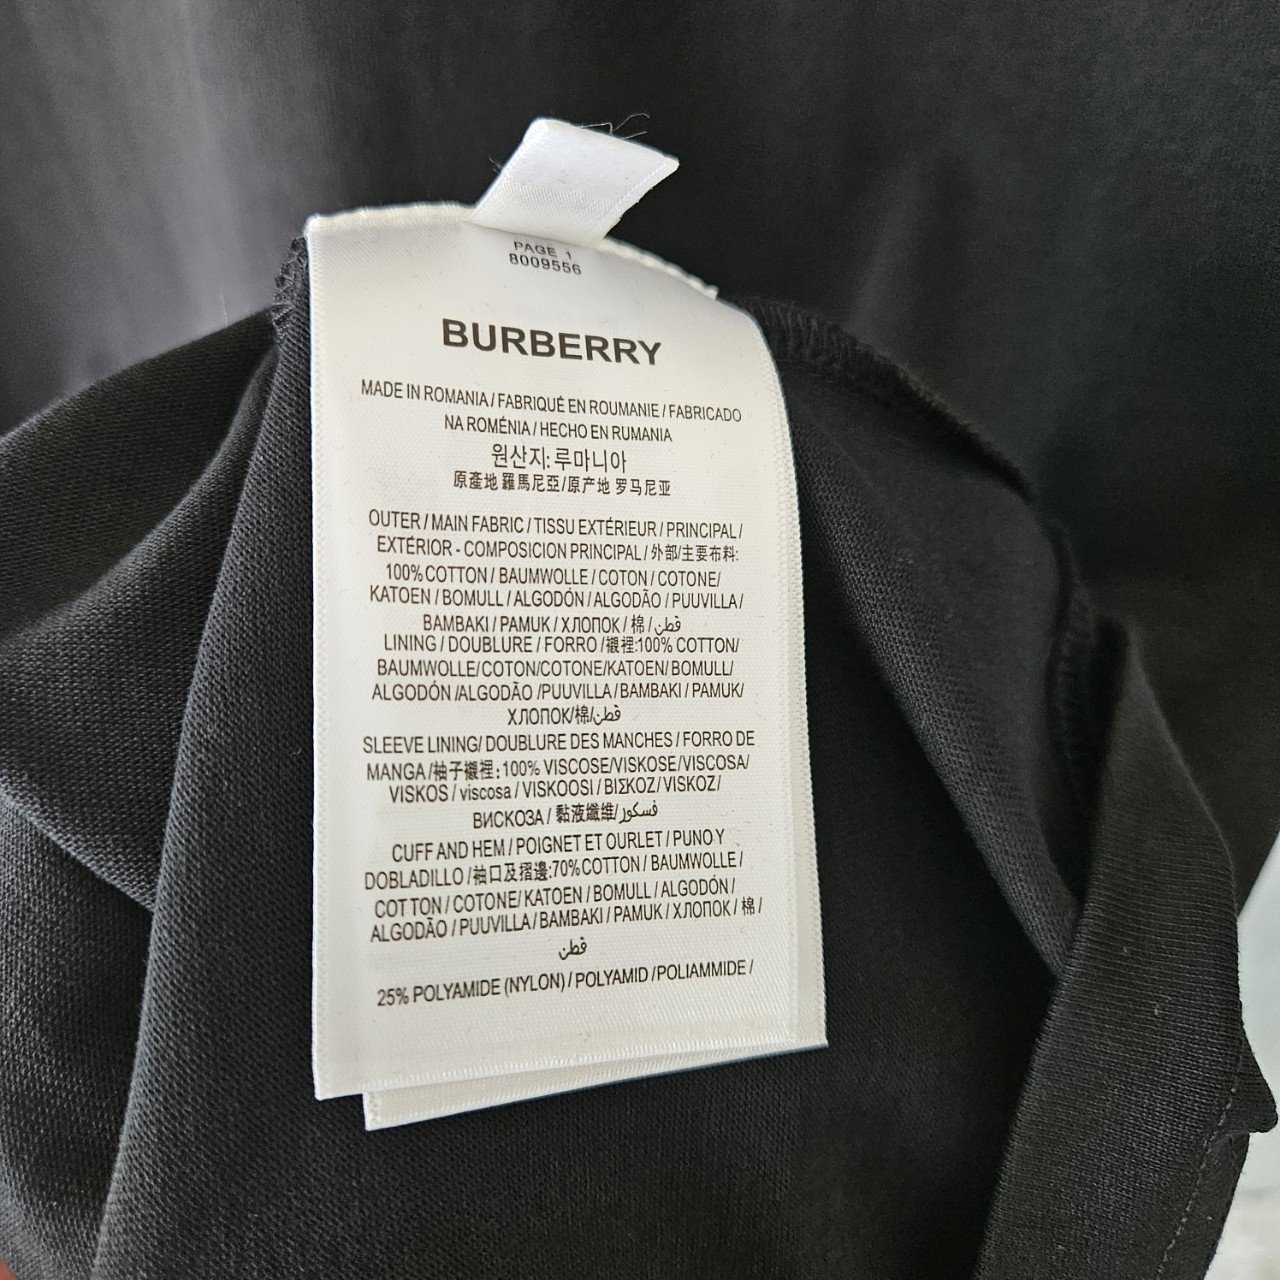 PAGE 1
8009556
BURBERRY
MADE IN ROMANIA / FABRIQUÉ EN ROUMANIE / FABRICADO
NA ROMÉNIA / HECHO EN RUMANIA
원산지: 루마니아
原產地 羅馬尼亞/原产地 罗马尼亚
OUTER / MAIN FABRIC / TISSU EXTÉRIEUR / PRINCIPAL /
EXTÉRIOR - COMPOSICION PRINCIPAL / 外部/主要布料:
100% COTTON / BAUMWOLLE / COTON / COTONE/
KATOEN / BOMULL / ALGODÓN / ALGODÃO / PUUVILLA /
BAMBAKI / PAMUK / ХЛОПОК / 棉 / قطن
LINING / DOUBLURE / FORRO /襯裡:100% COTTON/
BAUMWOLLE/COTON/COTONE/KATOEN/ BOMULL/
ALGODÓN /ALGODÃO /PUUVILLA / BAMBAKI / PAMUK/
ХЛОПОК/棉/قطن
SLEEVE LINING/ DOUBLURE DES MANCHES / FORRO DE
MANGA /袖子襯裡: 100% VISCOSE/VISKOSE/VISCOSA/
VISKOS / viscosa / VISKOOSI / ΒΙΣΚΟΖ/ VISKOZ/
ВИСКОЗА / 黏液纖维/ فسكوز
CUFF AND HEM / POIGNET ET OURLET / PUNO Y
DOBLADILLO /袖口及摺邊:70% COTTON / BAUMWOLLE /
COTTON / COTONE/ KATOEN / BOMULL / ALGODÓN /
ALGODÃO / PUUVILLA / BAMBAKI / PAMUK / ХЛОПОК / 棉 /
قطن
25% POLYAMIDE (NYLON) / POLYAMID / POLIAMMIDE /